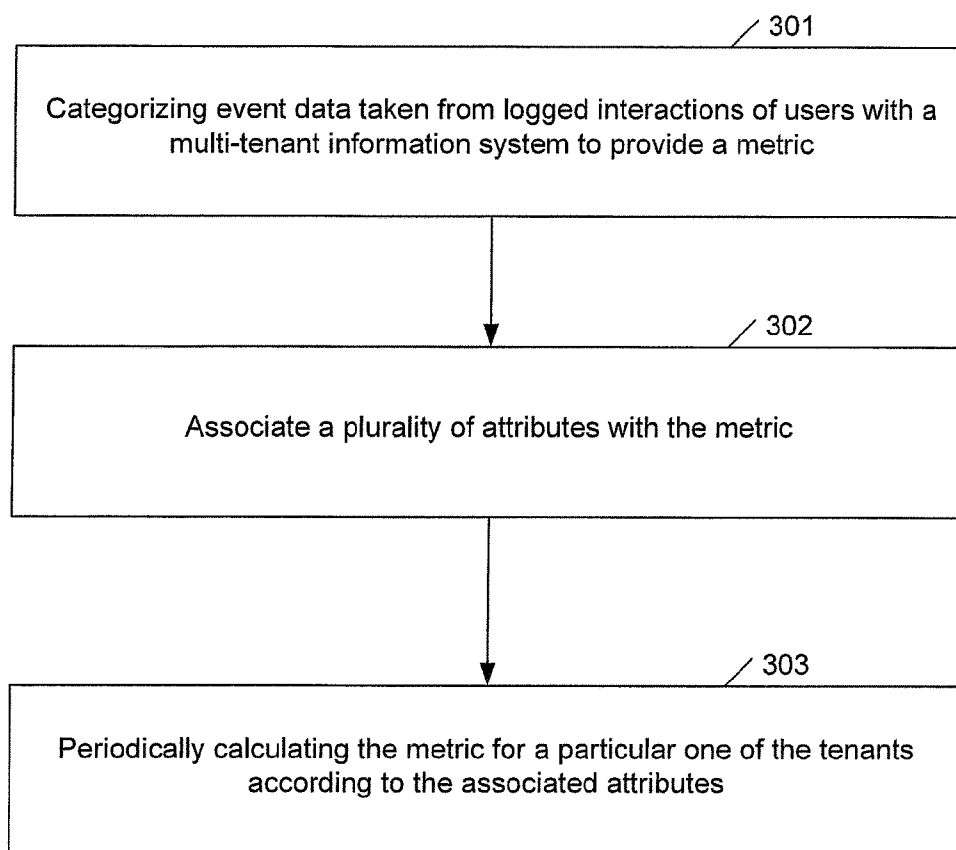 301
Categorizing event data taken from logged interactions of users with a
multi-tenant information system to provide a metric
302
Associate a plurality of attributes with the metric
303
Periodically calculating the metric for a particular one of the tenants
according to the associated attributes